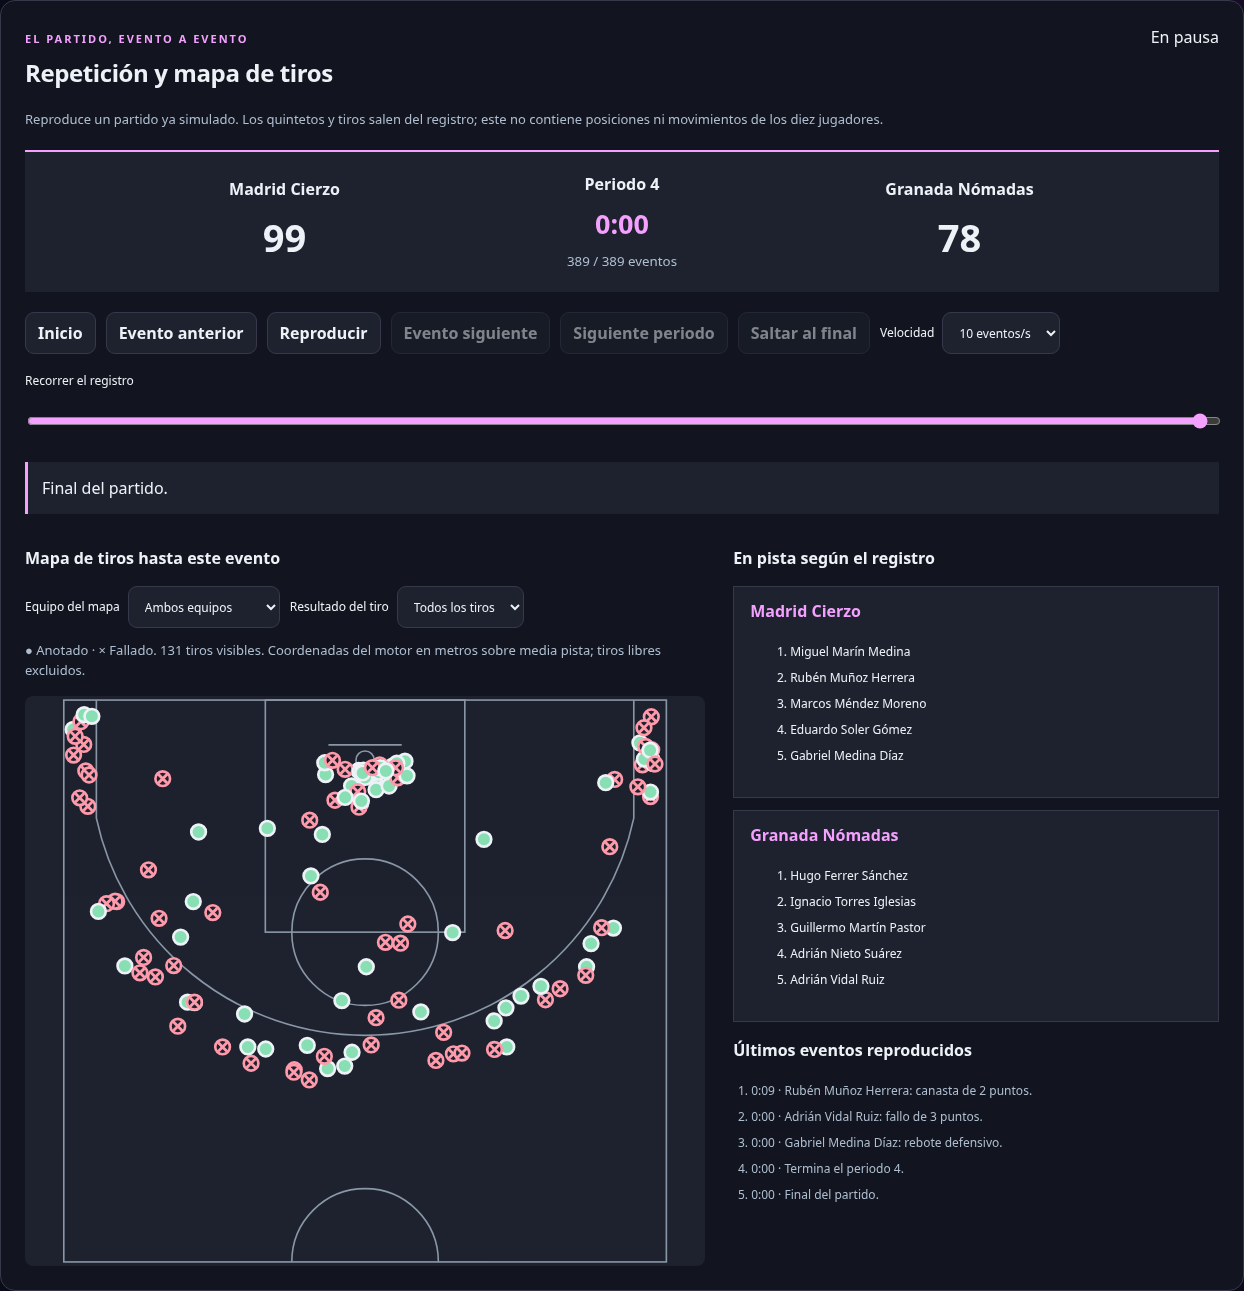 EL PARTIDO, EVENTO A EVENTO
En pausa
Repetición y mapa de tiros
Reproduce un partido ya simulado. Los quintetos y tiros salen del registro; este no contiene posiciones ni movimientos de los diez jugadores.
Madrid Cierzo
99
Periodo 4
0:00
389 / 389 eventos
Granada Nómadas
78
Inicio
Evento anterior
Reproducir
Evento siguiente
Siguiente periodo
Saltar al final
Velocidad
10 eventos/s
Recorrer el registro
Final del partido.
Mapa de tiros hasta este evento
Equipo del mapa
Ambos equipos
Resultado del tiro
Todos los tiros
● Anotado · × Fallado. 131 tiros visibles. Coordenadas del motor en metros sobre media pista; tiros libres
excluidos.
En pista según el registro
Madrid Cierzo
1. Miguel Marín Medina
2. Rubén Muñoz Herrera
3. Marcos Méndez Moreno
4. Eduardo Soler Gómez
5. Gabriel Medina Díaz
Granada Nómadas
1. Hugo Ferrer Sánchez
2. Ignacio Torres Iglesias
3. Guillermo Martín Pastor
4. Adrián Nieto Suárez
5. Adrián Vidal Ruiz
Últimos eventos reproducidos
1. 0:09 · Rubén Muñoz Herrera: canasta de 2 puntos.
2. 0:00 · Adrián Vidal Ruiz: fallo de 3 puntos.
3. 0:00 · Gabriel Medina Díaz: rebote defensivo.
4. 0:00 · Termina el periodo 4.
5. 0:00 · Final del partido.